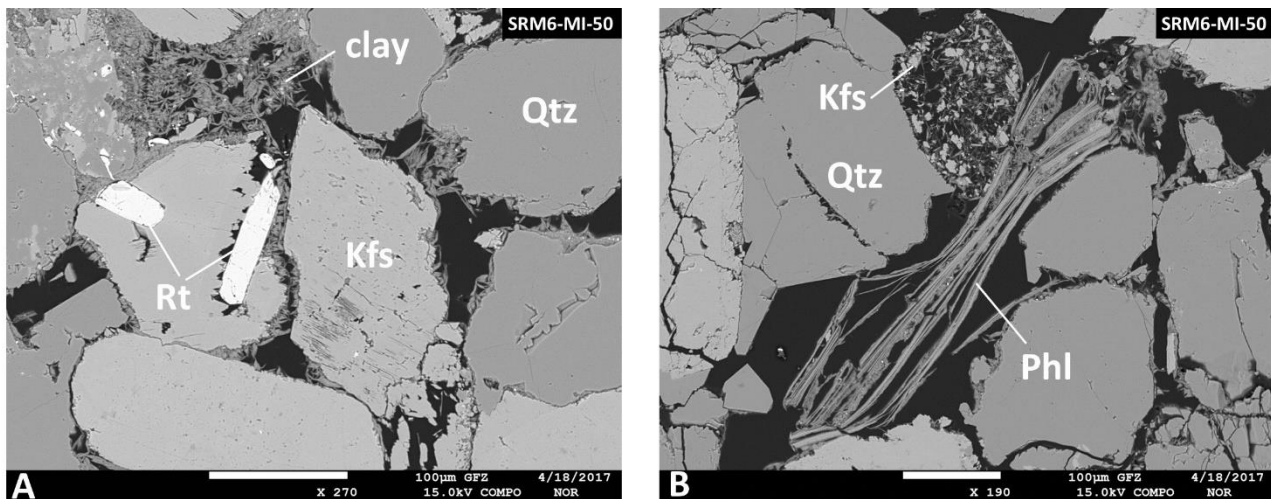 SRM6-MI-50
clay
Qtz
Kfs
Rt
A
100µm GFZ 4/18/2017
X 270 15.0kV COMPO NOR
SRM6-MI-50
Kfs
Qtz
Phl
B
100µm GFZ 4/18/2017
X 190 15.0kV COMPO NOR